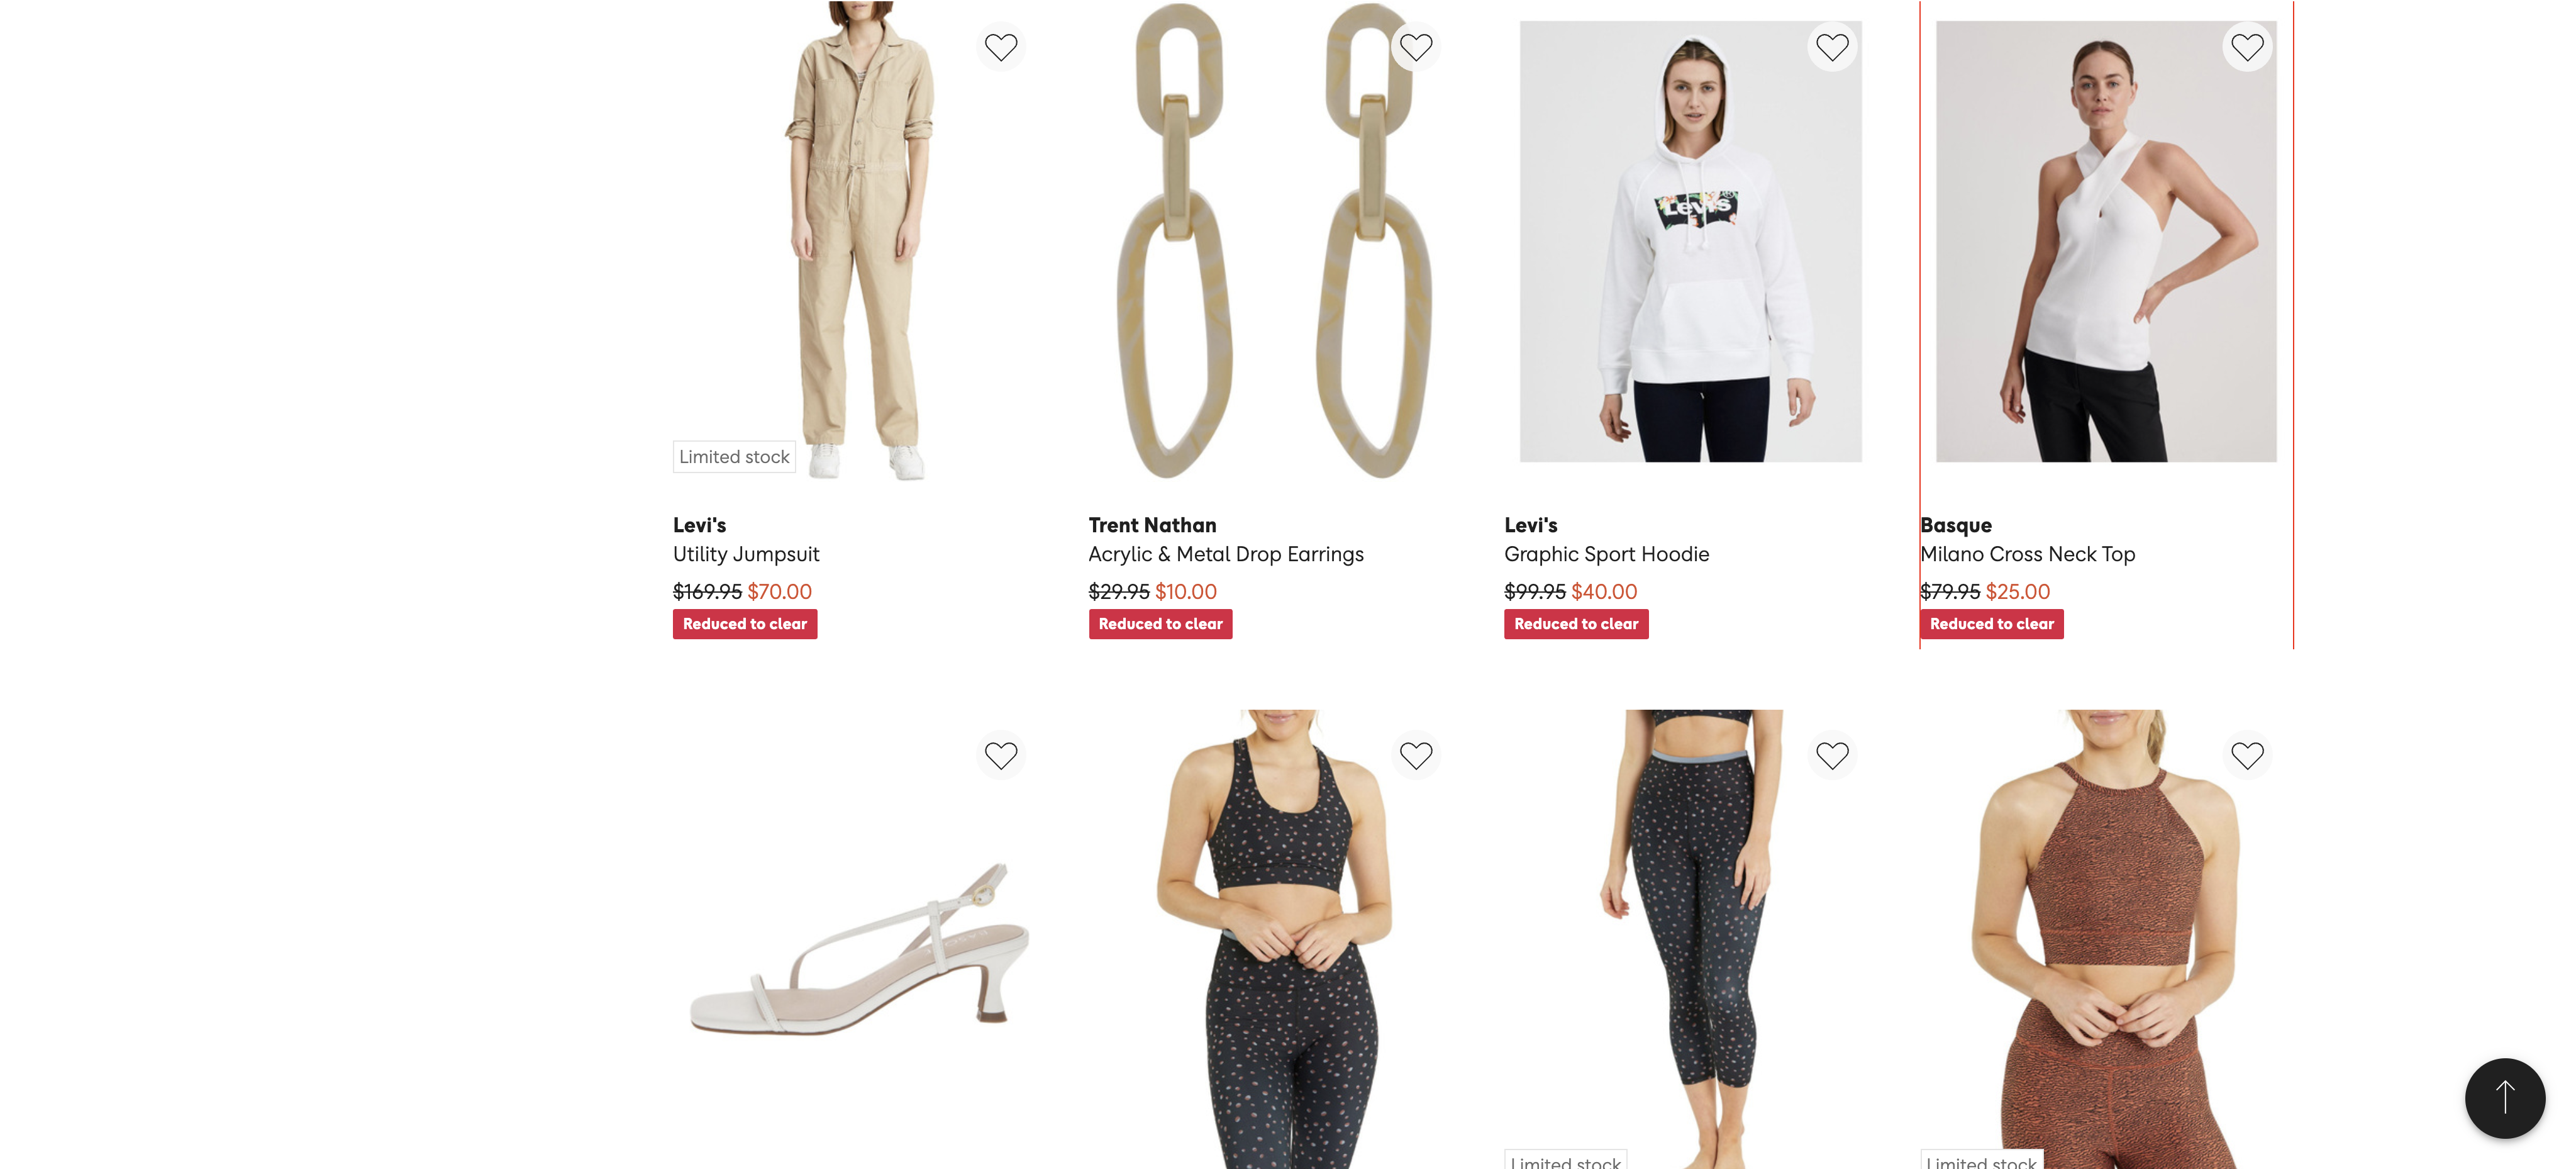 Levi's
Limited stock
Levi's
Utility Jumpsuit
$169.95 $70.00
Reduced to clear
Trent Nathan
Acrylic & Metal Drop Earrings
$29.95 $10.00
Reduced to clear
Levi's
Graphic Sport Hoodie
$99.95 $40.00
Reduced to clear
Basque
Milano Cross Neck Top
$79.95 $25.00
Reduced to clear
Limited stock
Limited stock